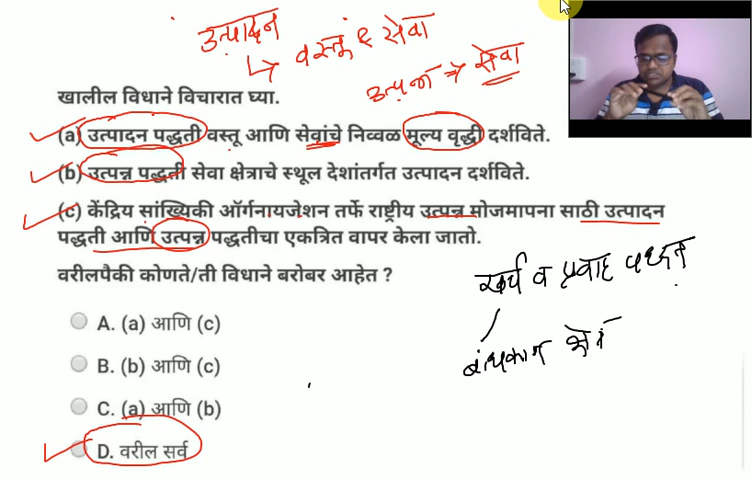 उत्पादन
↳ वस्तू & सेवा
उत्पन्न ⇒ सेवा
खालील विधाने विचारात घ्या.
(a) उत्पादन पद्धती वस्तू आणि सेवांचे निव्वळ मूल्य वृद्धी दर्शविते.
(b) उत्पन्न पद्धती सेवा क्षेत्राचे स्थूल देशांतर्गत उत्पादन दर्शविते.
(c) केंद्रिय सांख्यिकी ऑर्गनायजेशन तर्फे राष्ट्रीय उत्पन्न मोजमापना साठी उत्पादन
पद्धती आणि उत्पन्न पद्धतीचा एकत्रित वापर केला जातो.
वरीलपैकी कोणते/ती विधाने बरोबर आहेत ?
खर्च व प्रवाह पध्दत
बांधकाम क्षेत्र
A. (a) आणि (c)
B. (b) आणि (c)
C. (a) आणि (b)
D. वरील सर्व